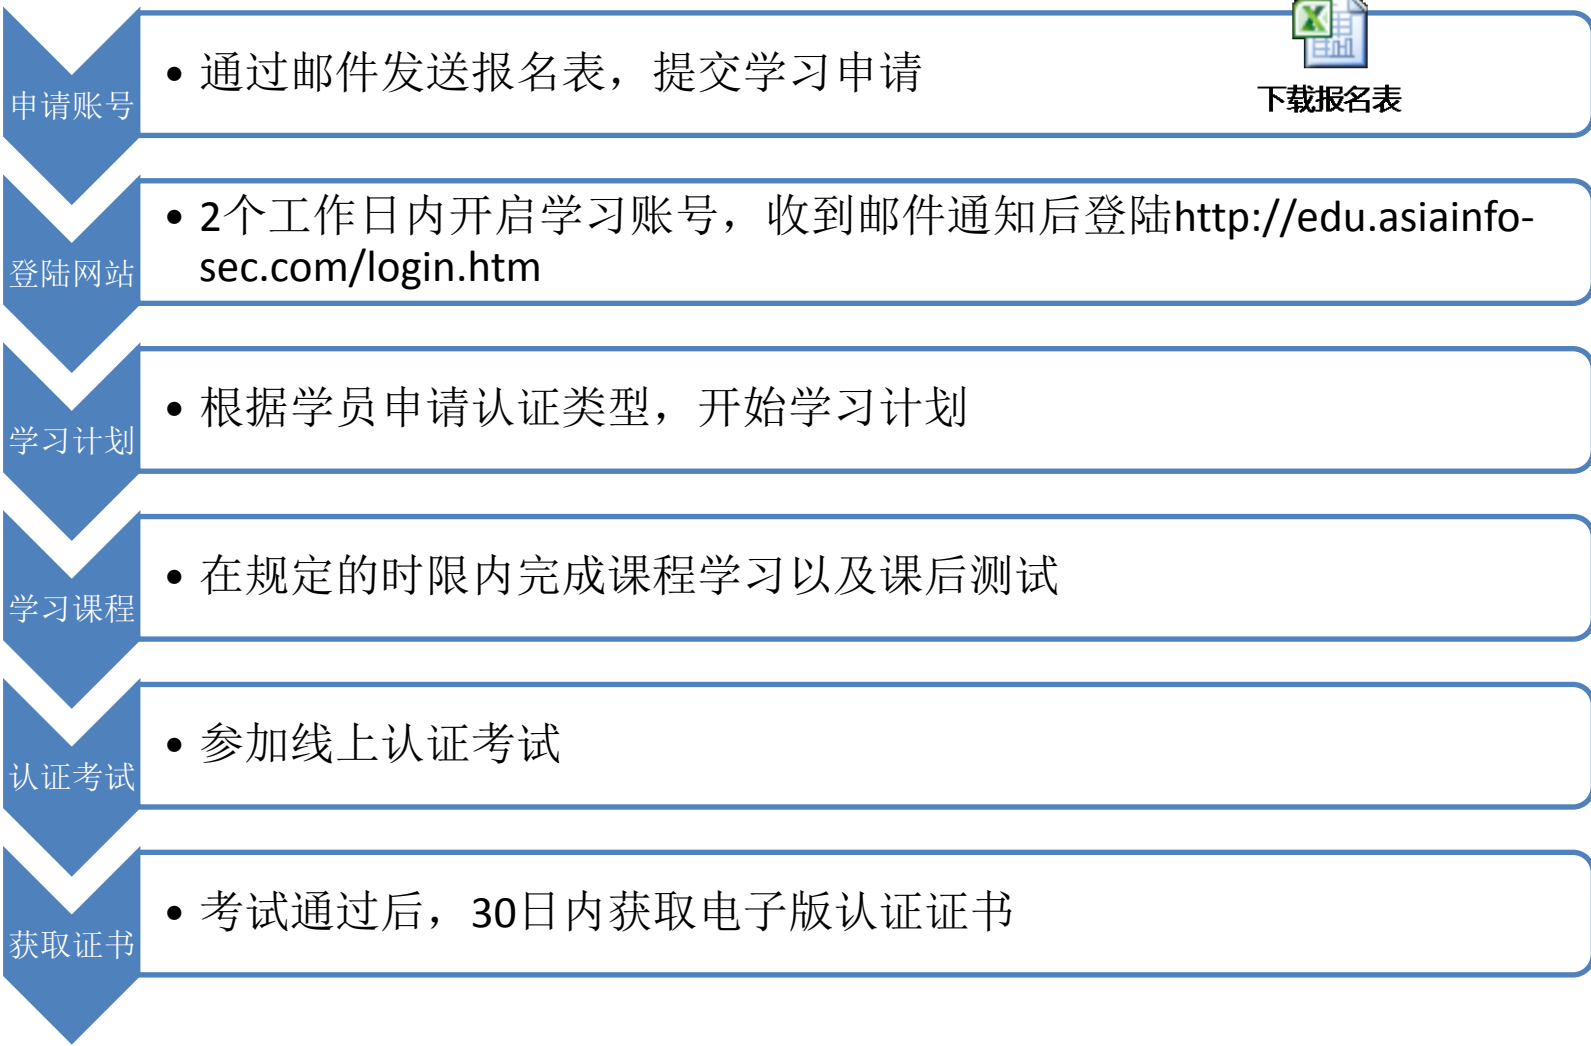 申请账号
• 通过邮件发送报名表，提交学习申请
下载报名表
登陆网站
• 2个工作日内开启学习账号，收到邮件通知后登陆http://edu.asiainfo-
sec.com/login.htm
学习计划
• 根据学员申请认证类型，开始学习计划
学习课程
• 在规定的时限内完成课程学习以及课后测试
认证考试
• 参加线上认证考试
获取证书
• 考试通过后，30日内获取电子版认证证书